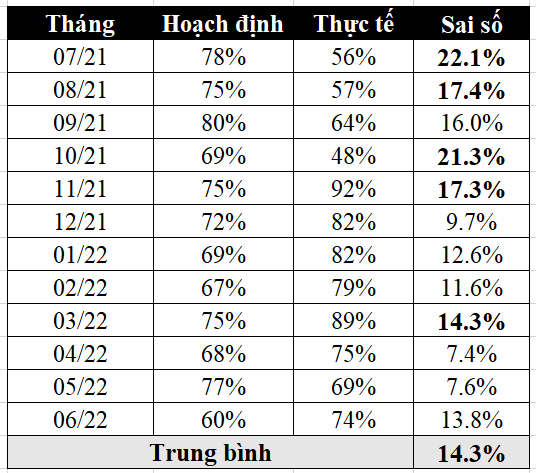 Tháng Hoạch định Thực tế Sai số
07/21 78% 56% 22.1%
08/21 75% 57% 17.4%
09/21 80% 64% 16.0%
10/21 69% 48% 21.3%
11/21 75% 92% 17.3%
12/21 72% 82% 9.7%
01/22 69% 82% 12.6%
02/22 67% 79% 11.6%
03/22 75% 89% 14.3%
04/22 68% 75% 7.4%
05/22 77% 69% 7.6%
06/22 60% 74% 13.8%
Trung bình 14.3%